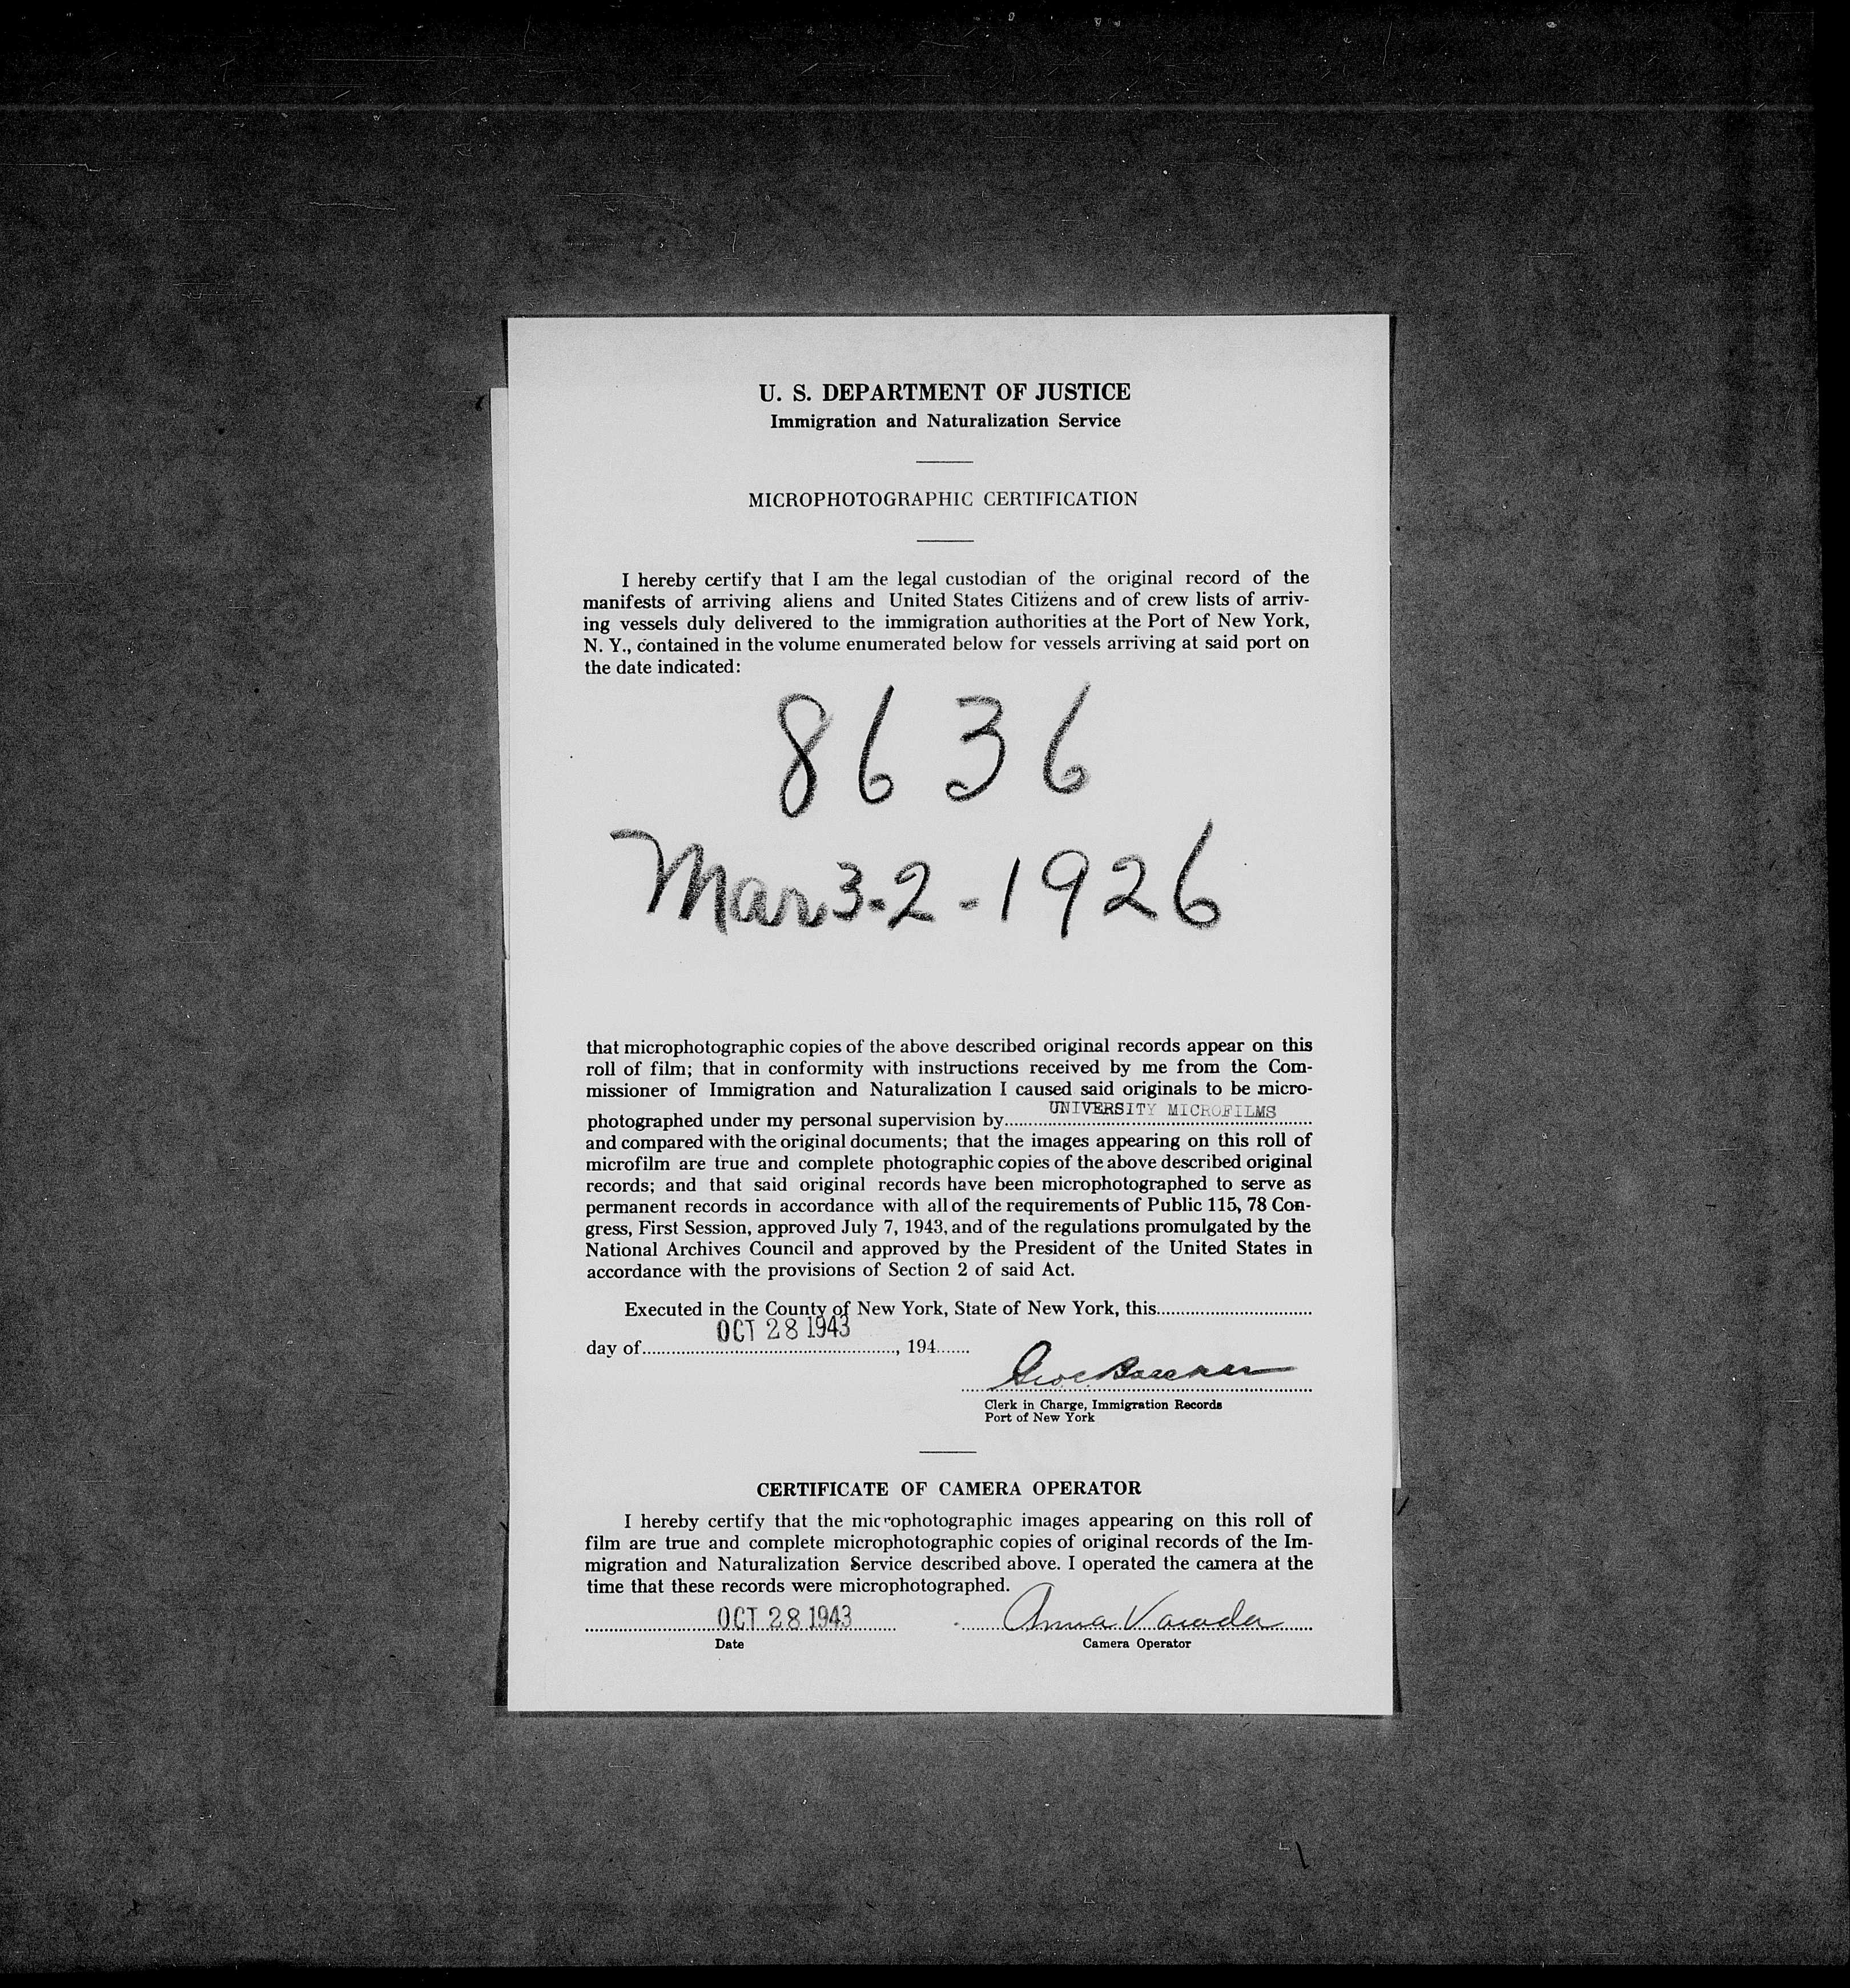 U. S. DEPARTMENT OF JUSTICE
Immigration and Naturalization Service
MICROPHOTOGRAPHIC CERTIFICATION
I hereby certify that I am the legal custodian of the original record of the
manifests of arriving aliens and United States Citizens and of crew lists of arriv-
ing vessels duly delivered to the immigration authorities at the Port of New York,
N. Y., contained in the volume enumerated below for vessels arriving at said port on
the date indicated:
8636
Mar 3-2-1926
that microphotographic copies of the above described original records appear on this
roll of film; that in conformity with instructions received by me from the Com-
missioner of Immigration and Naturalization I caused said originals to be micro-
photographed under my personal supervision by UNIVERSITY MICROFILMS
and compared with the original documents; that the images appearing on this roll of
microfilm are true and complete photographic copies of the above described original
records; and that said original records have been microphotographed to serve as
permanent records in accordance with all of the requirements of Public 115, 78 Con-
gress, First Session, approved July 7, 1943, and of the regulations promulgated by the
National Archives Council and approved by the President of the United States in
accordance with the provisions of Section 2 of said Act.
Executed in the County of New York, State of New York, this
day of OCT 28 1943, 194
Clerk in Charge, Immigration Records
Port of New York
CERTIFICATE OF CAMERA OPERATOR
I hereby certify that the microphotographic images appearing on this roll of
film are true and complete microphotographic copies of original records of the Im-
migration and Naturalization Service described above. I operated the camera at the
time that these records were microphotographed.
OCT 28 1943 Anna
Date Camera Operator